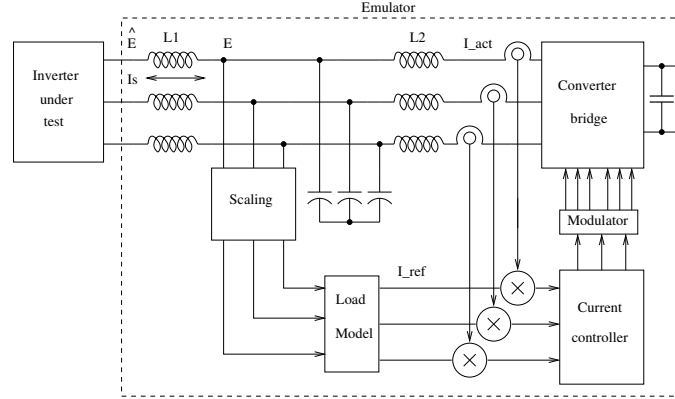 Emulator
^
E
L1
E
L2
I_act
Inverter
under
test
Is
Converter
bridge
Scaling
Modulator
I_ref
Load
Model
Current
controller